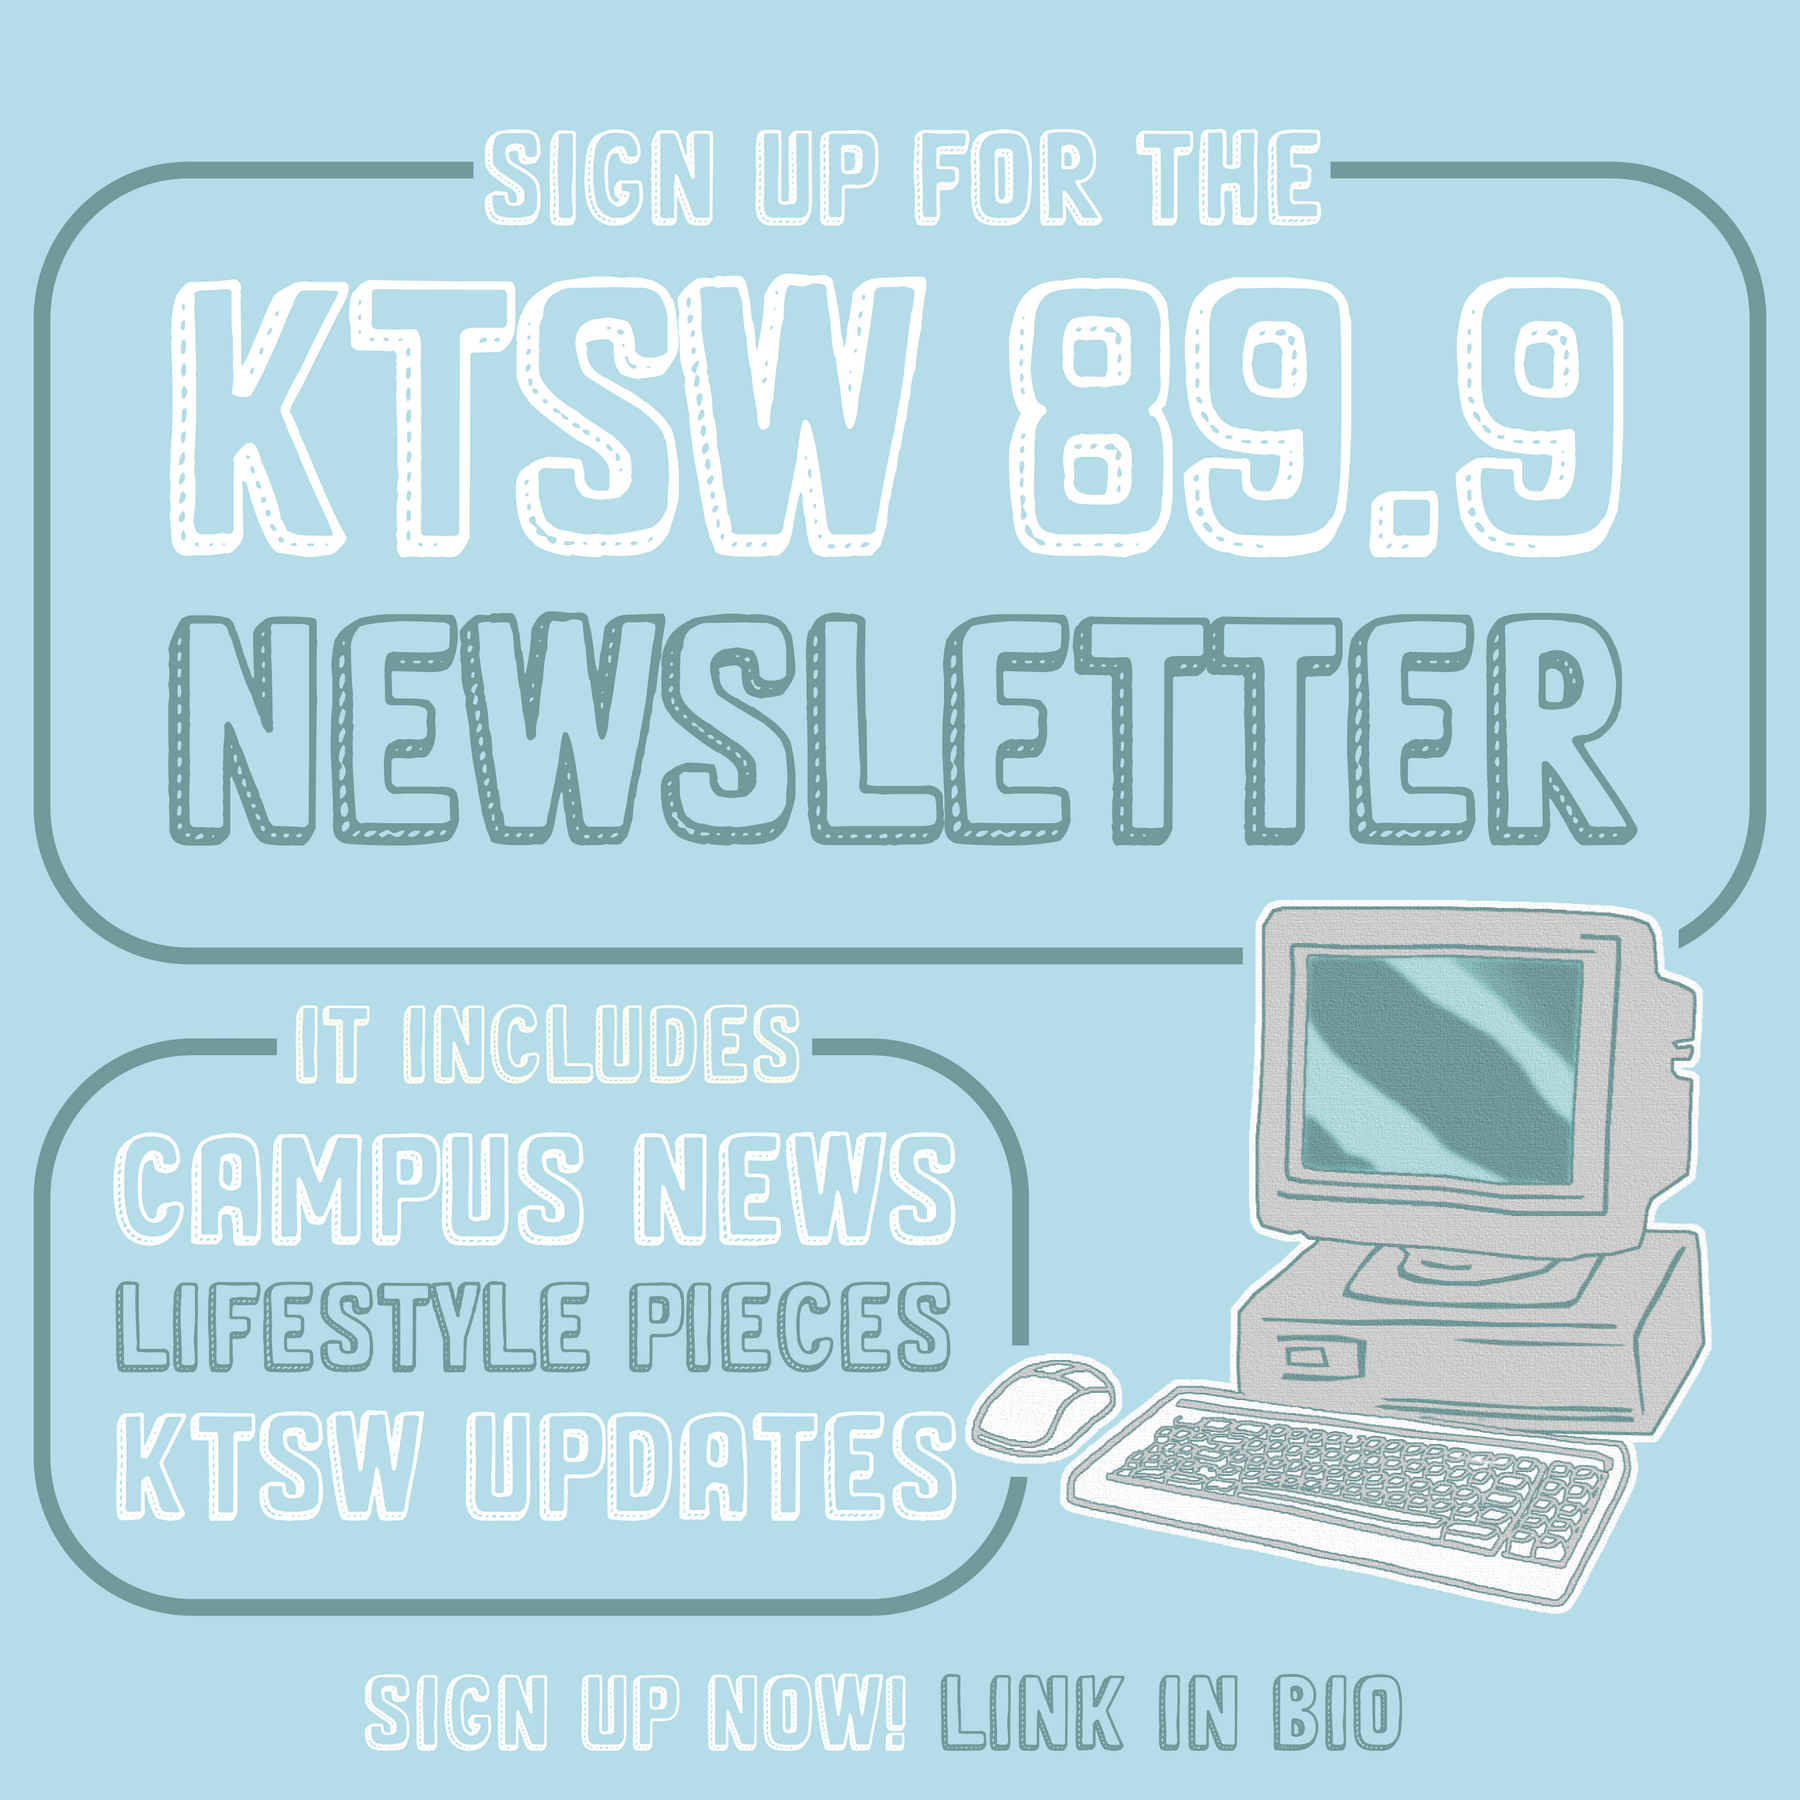 SIGN UP FOR THE
KTSW 89.9
NEWSLETTER
IT INCLUDES
CAMPUS NEWS
LIFESTYLE PIECES
KTSW UPDATES
SIGN UP NOW! LINK IN BIO